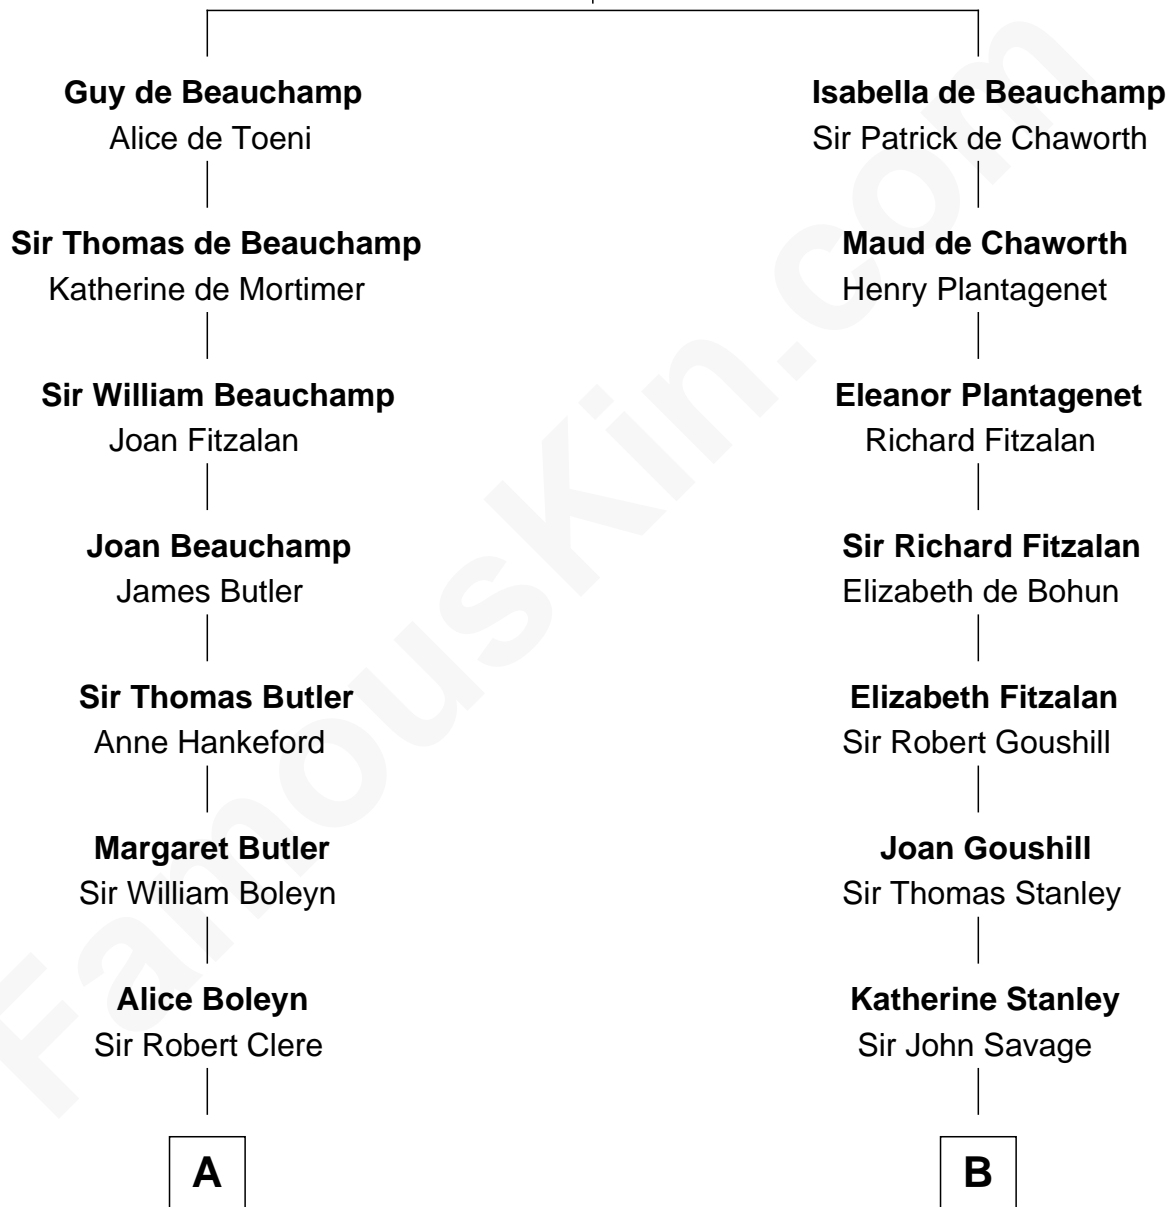 Guy de Beauchamp
Alice de Toeni
Sir Thomas de Beauchamp
Katherine de Mortimer
Sir William Beauchamp
Joan Fitzalan
Joan Beauchamp
James Butler
Sir Thomas Butler
Anne Hankeford
Margaret Butler
Sir William Boleyn
Alice Boleyn
Sir Robert Clere
A
Isabella de Beauchamp
Sir Patrick de Chaworth
Maud de Chaworth
Henry Plantagenet
Eleanor Plantagenet
Richard Fitzalan
Sir Richard Fitzalan
Elizabeth de Bohun
Elizabeth Fitzalan
Sir Robert Goushill
Joan Goushill
Sir Thomas Stanley
Katherine Stanley
Sir John Savage
B
FamousKin.com